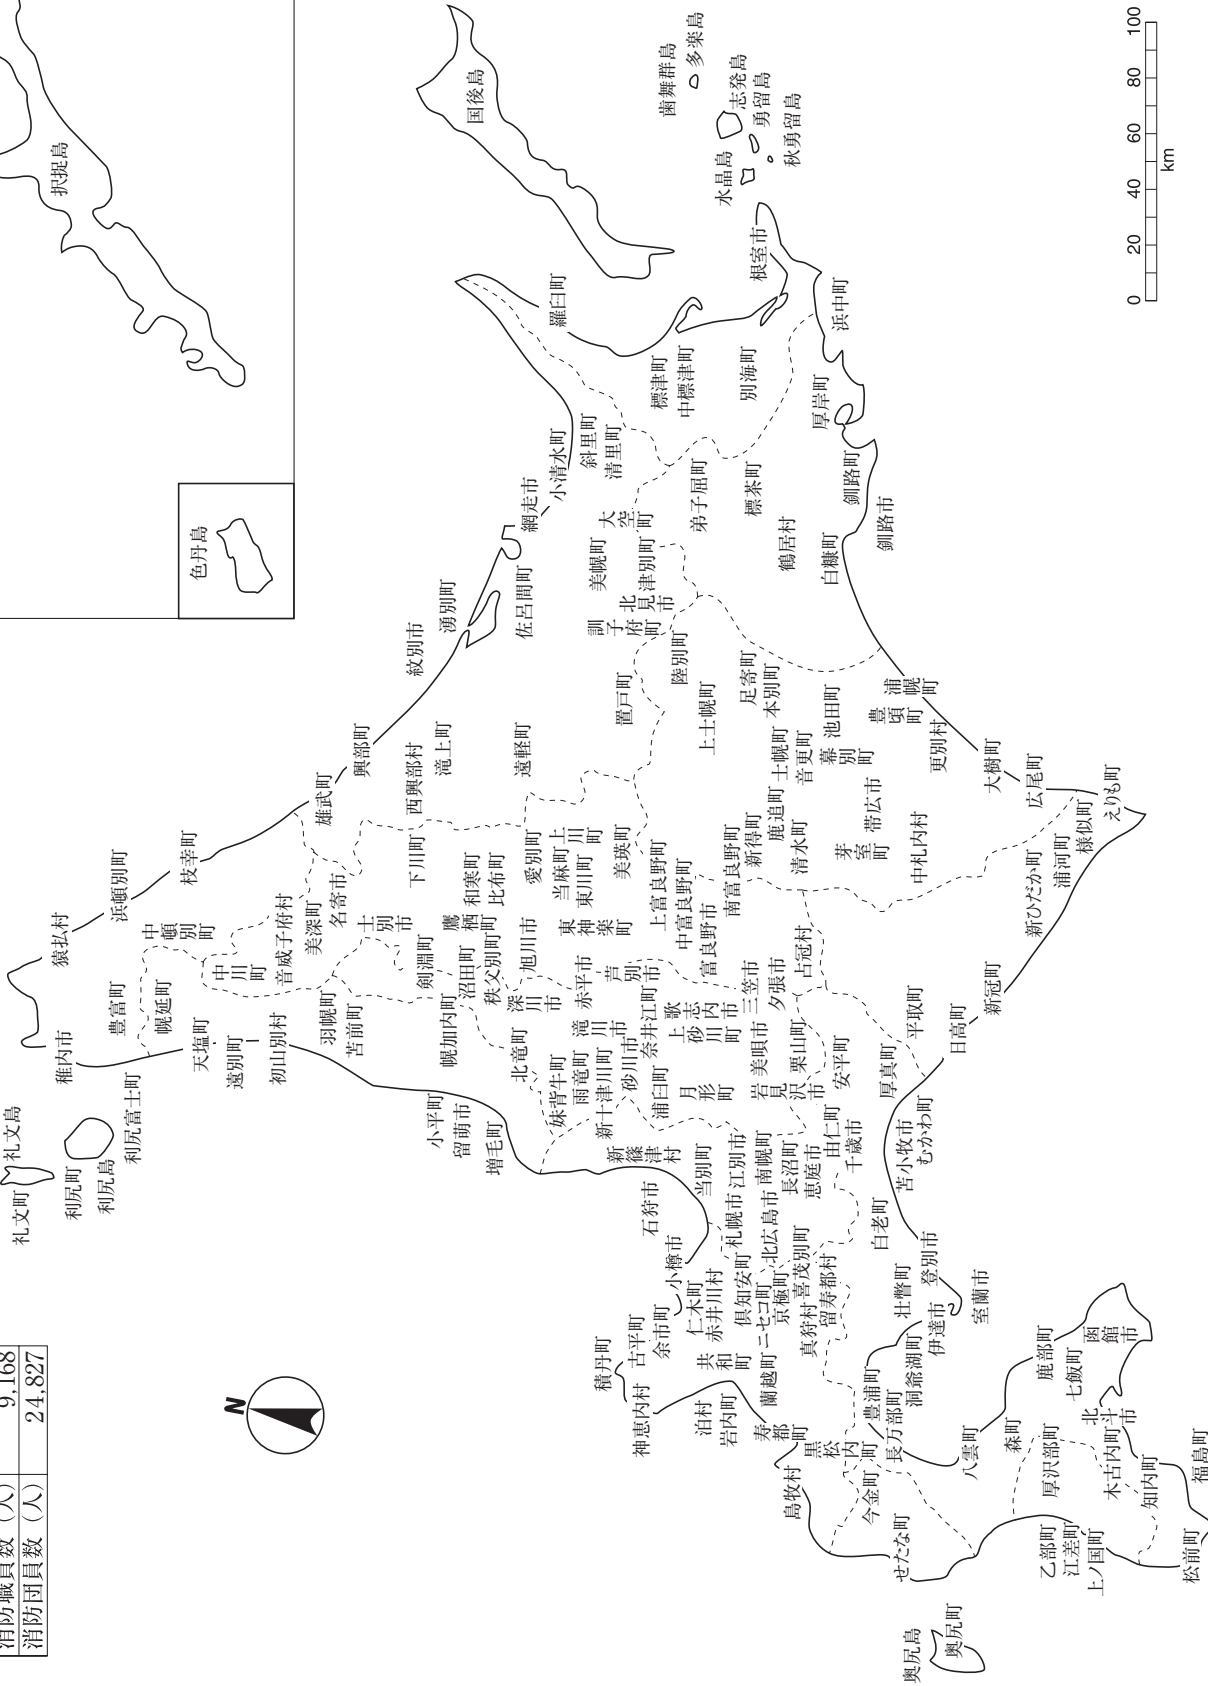 消防職員数（人） 9,168
消防団員数（人） 24,827
N
択捉島
色丹島
国後島
歯舞群島
多楽島
志発島
勇留島
秋勇留島
水晶島
0 20 40 60 80 100
km
礼文島
礼文町
利尻町
利尻島
利尻富士町
稚内市
猿払村
浜頓別町
枝幸町
中頓別町
豊富町
幌延町
中川町
音威子府村
天塩町
遠別町
初山別村
羽幌町
苫前町
美深町
名寄市
雄武町
興部町
西興部村
滝上町
紋別市
湧別町
佐呂間町
遠軽町
網走市
小清水町
斜里町
清里町
大空町
美幌町
津別町
北見市
訓子府町
置戸町
羅臼町
標津町
中標津町
別海町
根室市
浜中町
厚岸町
釧路町
釧路市
弟子屈町
標茶町
鶴居村
白糠町
陸別町
足寄町
本別町
上士幌町
士幌町
音更町
池田町
幕別町
浦幌町
豊頃町
更別村
大樹町
広尾町
えりも町
様似町
浦河町
新ひだか町
新冠町
日高町
平取町
中札内村
帯広市
芽室町
清水町
鹿追町
新得町
下川町
士別市
剣淵町
和寒町
比布町
愛別町
上川町
当麻町
東川町
美瑛町
鷹栖町
旭川市
東神楽町
上富良野町
中富良野町
富良野市
南富良野町
占冠村
幌加内町
沼田町
秩父別町
深川市
北竜町
妹背牛町
雨竜町
赤平市
芦別市
滝川市
新十津川町
砂川市
奈井江町
歌志内市
上砂川町
浦臼町
月形町
美唄市
三笠市
夕張市
岩見沢市
栗山町
安平町
厚真町
むかわ町
苫小牧市
由仁町
千歳市
恵庭市
長沼町
南幌町
江別市
北広島市
札幌市
当別町
新篠津村
石狩市
小平町
留萌市
増毛町
小樽市
余市町
古平町
積丹町
神恵内村
泊村
岩内町
共和町
仁木町
赤井川村
倶知安町
ニセコ町
京極町
喜茂別町
真狩村
留寿都村
蘭越町
寿都町
黒松内町
島牧村
白老町
登別市
室蘭市
壮瞥町
伊達市
洞爺湖町
豊浦町
長万部町
今金町
せたな町
八雲町
森町
鹿部町
七飯町
函館市
北斗市
木古内町
知内町
福島町
松前町
厚沢部町
乙部町
江差町
上ノ国町
奥尻島
奥尻町